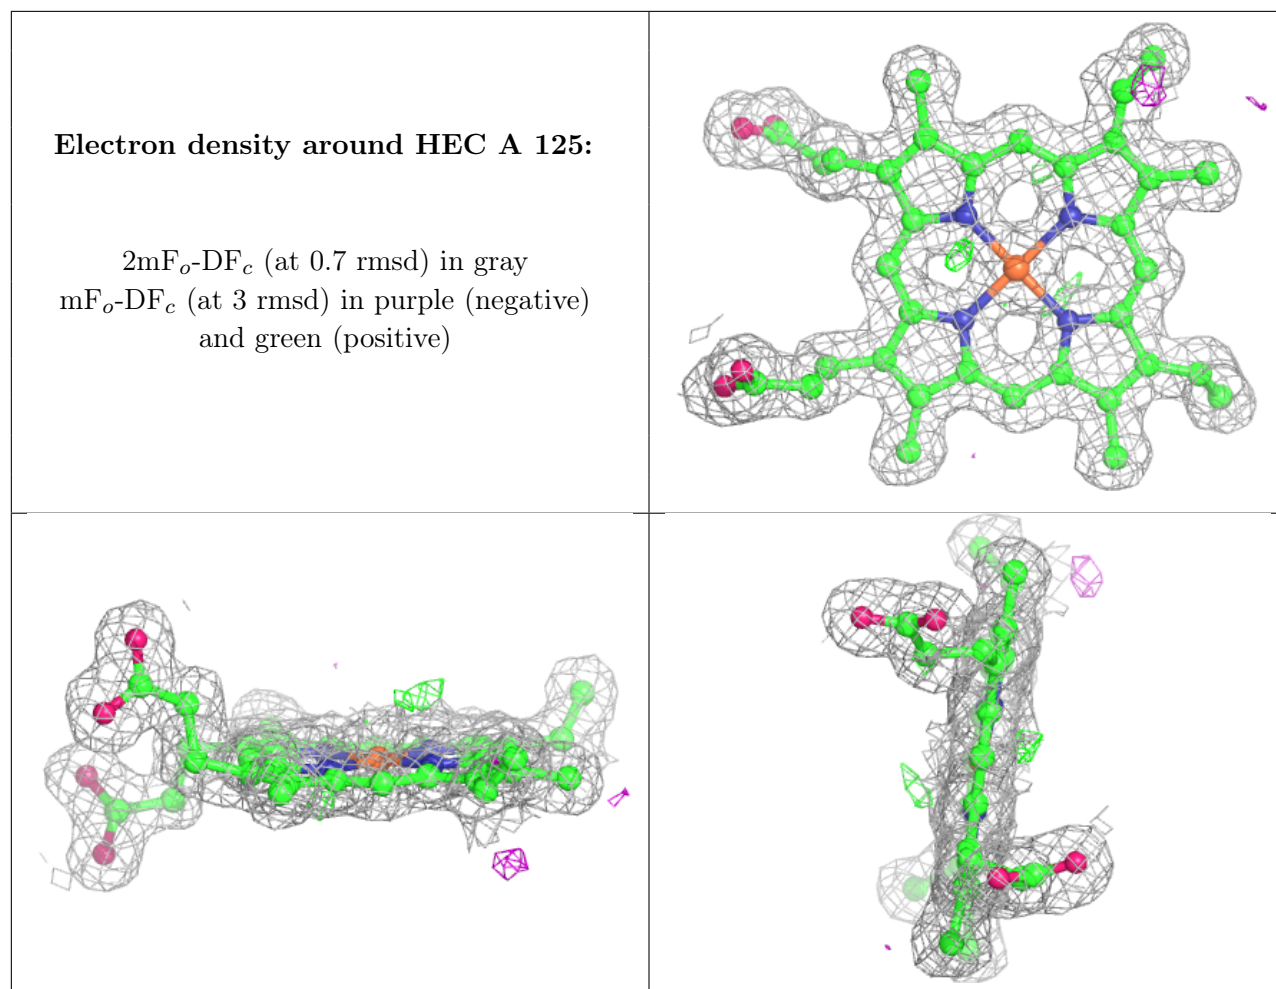 Electron density around HEC A 125:
2mFo-DFc (at 0.7 rmsd) in gray
mFo-DFc (at 3 rmsd) in purple (negative)
and green (positive)